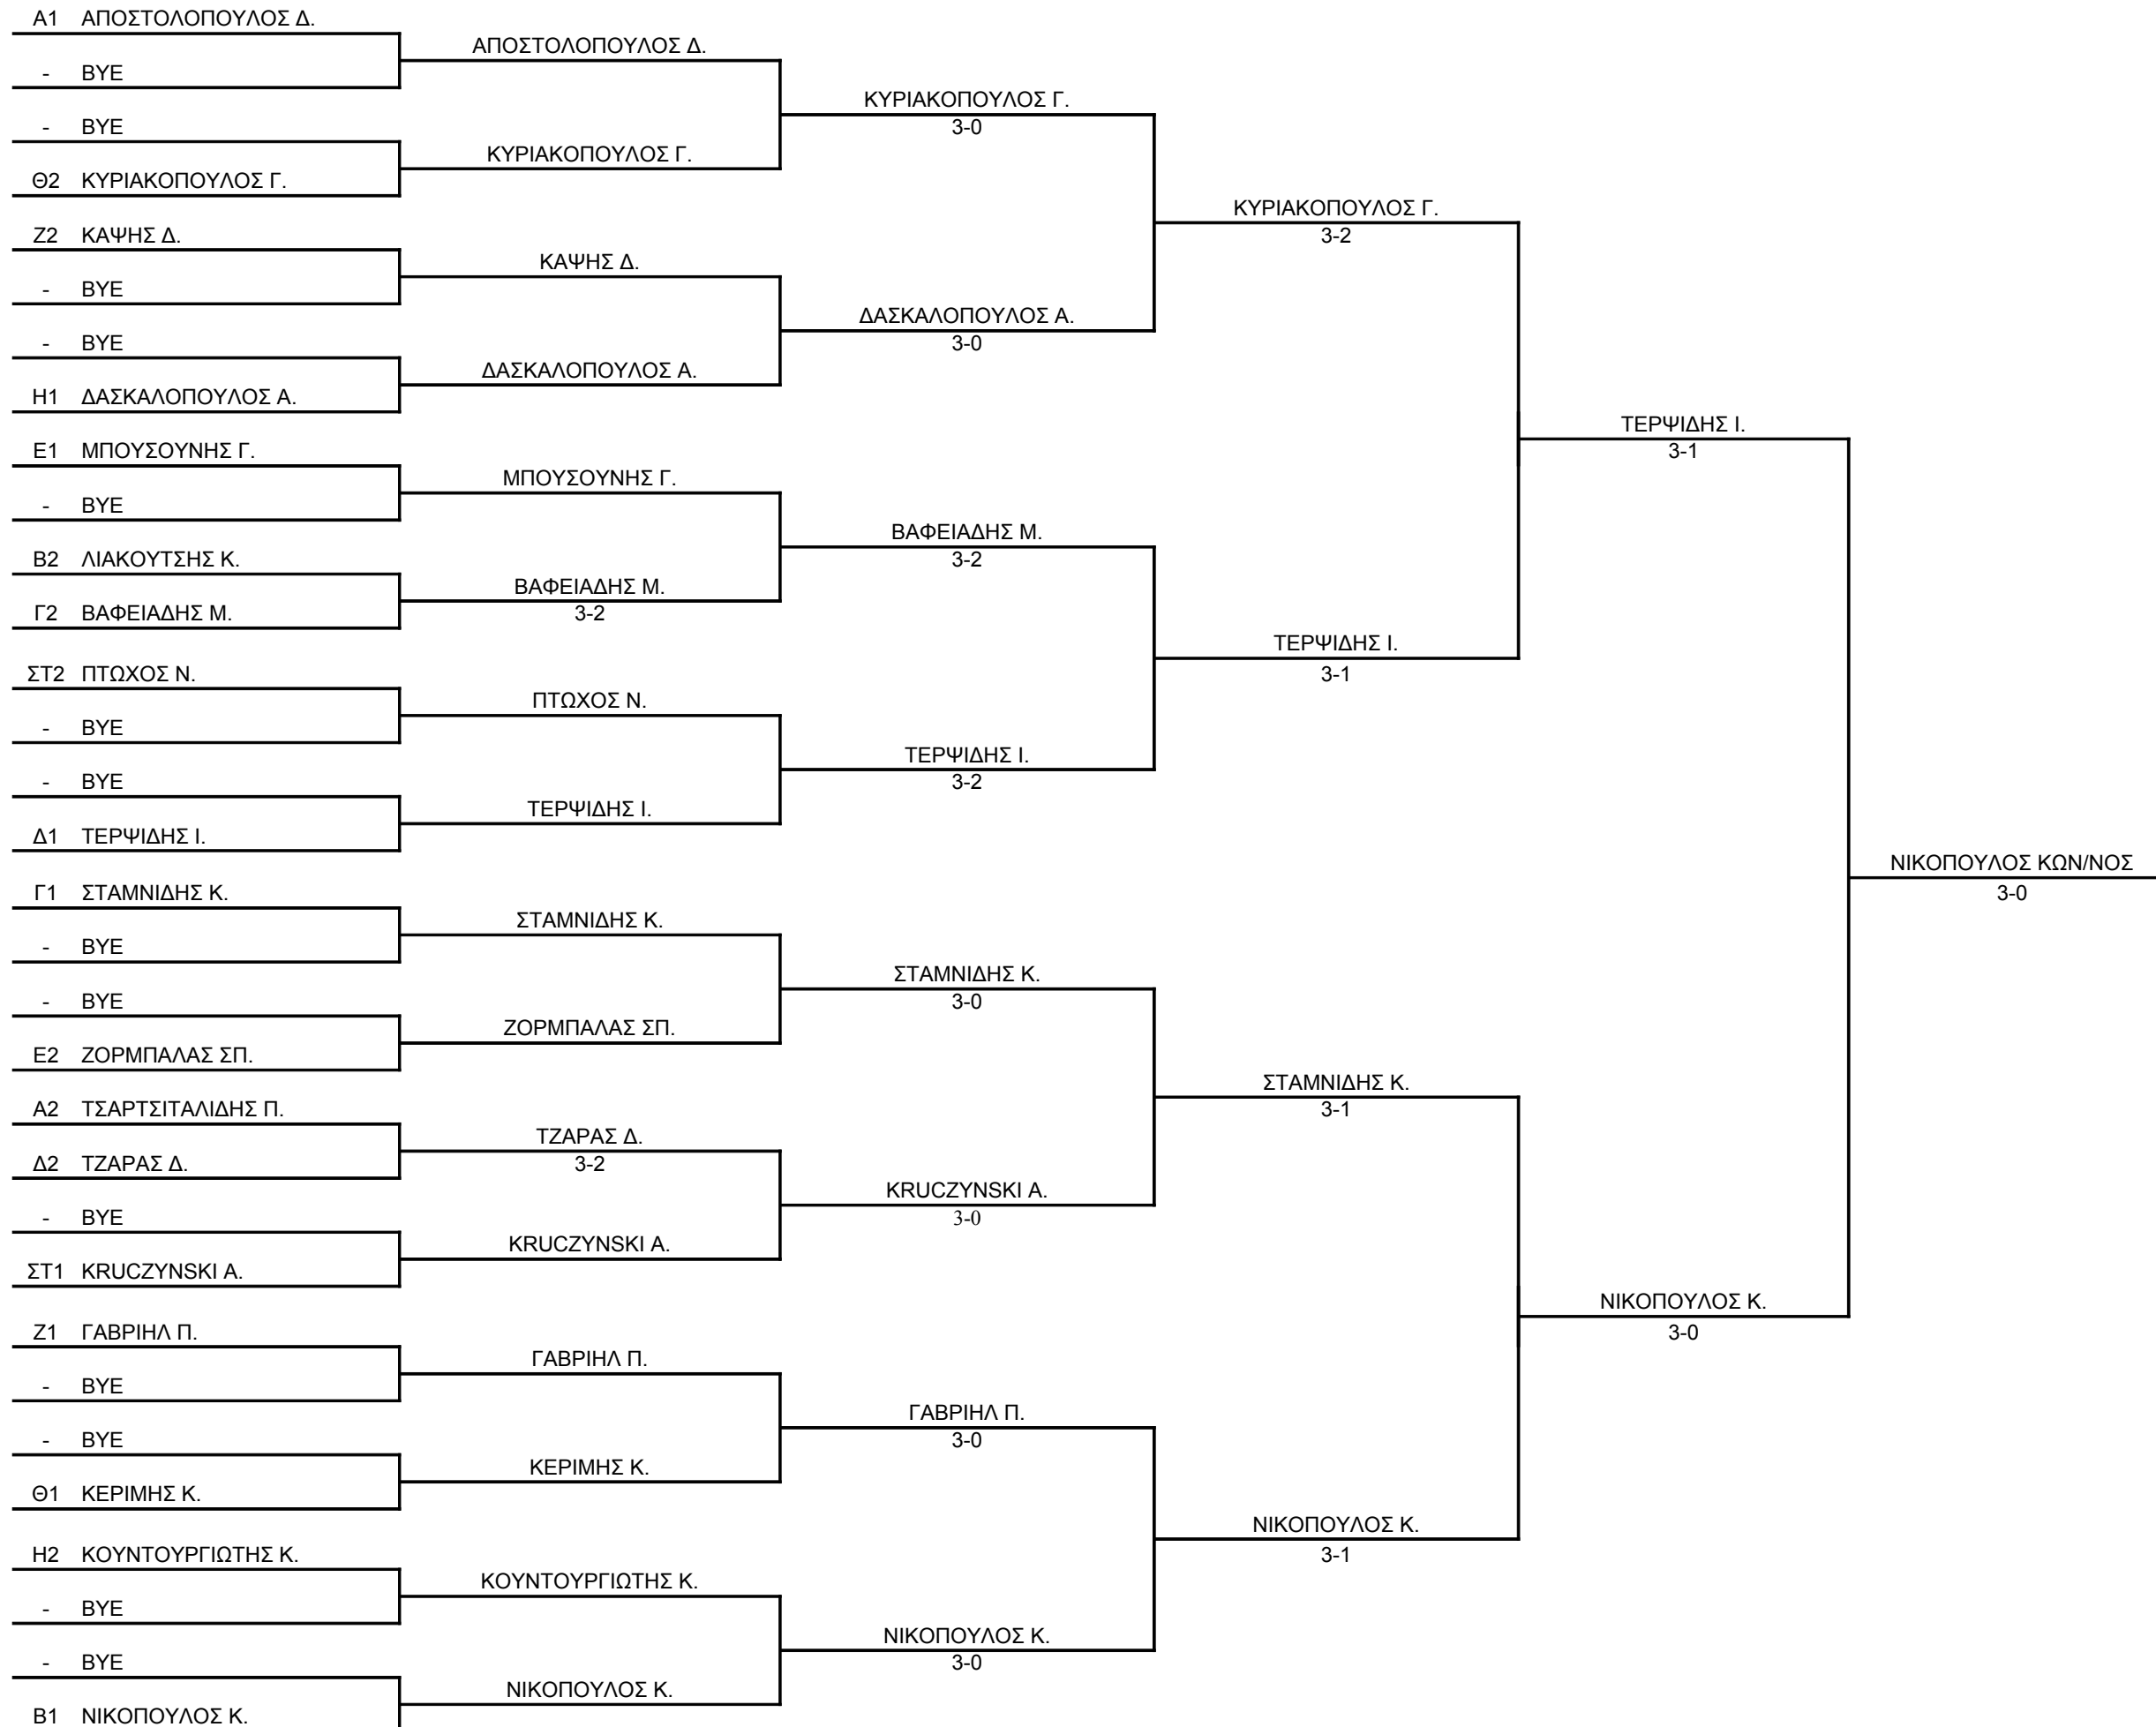 Α1 ΑΠΟΣΤΟΛΟΠΟΥΛΟΣ Δ.
- BYE
- BYE
Θ2 ΚΥΡΙΑΚΟΠΟΥΛΟΣ Γ.
Ζ2 ΚΑΨΗΣ Δ.
- BYE
- BYE
Η1 ΔΑΣΚΑΛΟΠΟΥΛΟΣ Α.
Ε1 ΜΠΟΥΣΟΥΝΗΣ Γ.
- BYE
Β2 ΛΙΑΚΟΥΤΣΗΣ Κ.
Γ2 ΒΑΦΕΙΑΔΗΣ Μ.
ΣΤ2 ΠΤΩΧΟΣ Ν.
- BYE
- BYE
Δ1 ΤΕΡΨΙΔΗΣ Ι.
Γ1 ΣΤΑΜΝΙΔΗΣ Κ.
- BYE
- BYE
Ε2 ΖΟΡΜΠΑΛΑΣ ΣΠ.
Α2 ΤΣΑΡΤΣΙΤΑΛΙΔΗΣ Π.
Δ2 ΤΖΑΡΑΣ Δ.
- BYE
ΣΤ1 KRUCZYNSKI A.
Ζ1 ΓΑΒΡΙΗΛ Π.
- BYE
- BYE
Θ1 ΚΕΡΙΜΗΣ Κ.
Η2 ΚΟΥΝΤΟΥΡΓΙΩΤΗΣ Κ.
- BYE
- BYE
Β1 ΝΙΚΟΠΟΥΛΟΣ Κ.
ΑΠΟΣΤΟΛΟΠΟΥΛΟΣ Δ.
ΚΥΡΙΑΚΟΠΟΥΛΟΣ Γ.
ΚΑΨΗΣ Δ.
ΔΑΣΚΑΛΟΠΟΥΛΟΣ Α.
ΜΠΟΥΣΟΥΝΗΣ Γ.
ΒΑΦΕΙΑΔΗΣ Μ.
3-2
ΠΤΩΧΟΣ Ν.
ΤΕΡΨΙΔΗΣ Ι.
ΣΤΑΜΝΙΔΗΣ Κ.
ΖΟΡΜΠΑΛΑΣ ΣΠ.
ΤΖΑΡΑΣ Δ.
3-2
KRUCZYNSKI A.
ΓΑΒΡΙΗΛ Π.
ΚΕΡΙΜΗΣ Κ.
ΚΟΥΝΤΟΥΡΓΙΩΤΗΣ Κ.
ΝΙΚΟΠΟΥΛΟΣ Κ.
ΚΥΡΙΑΚΟΠΟΥΛΟΣ Γ.
3-0
ΔΑΣΚΑΛΟΠΟΥΛΟΣ Α.
3-0
ΒΑΦΕΙΑΔΗΣ Μ.
3-2
ΤΕΡΨΙΔΗΣ Ι.
3-2
ΣΤΑΜΝΙΔΗΣ Κ.
3-0
KRUCZYNSKI A.
3-0
ΓΑΒΡΙΗΛ Π.
3-0
ΝΙΚΟΠΟΥΛΟΣ Κ.
3-0
ΚΥΡΙΑΚΟΠΟΥΛΟΣ Γ.
3-2
ΤΕΡΨΙΔΗΣ Ι.
3-1
ΣΤΑΜΝΙΔΗΣ Κ.
3-1
ΝΙΚΟΠΟΥΛΟΣ Κ.
3-1
ΤΕΡΨΙΔΗΣ Ι.
3-1
ΝΙΚΟΠΟΥΛΟΣ Κ.
3-0
ΝΙΚΟΠΟΥΛΟΣ ΚΩΝ/ΝΟΣ
3-0